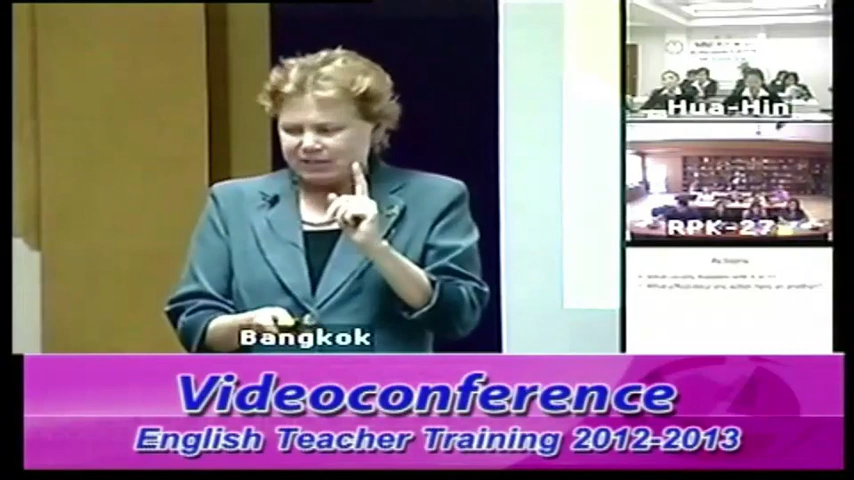 Hua-Hin
RPK-27
Actions
Bangkok
Videoconference
English Teacher Training 2012-2013